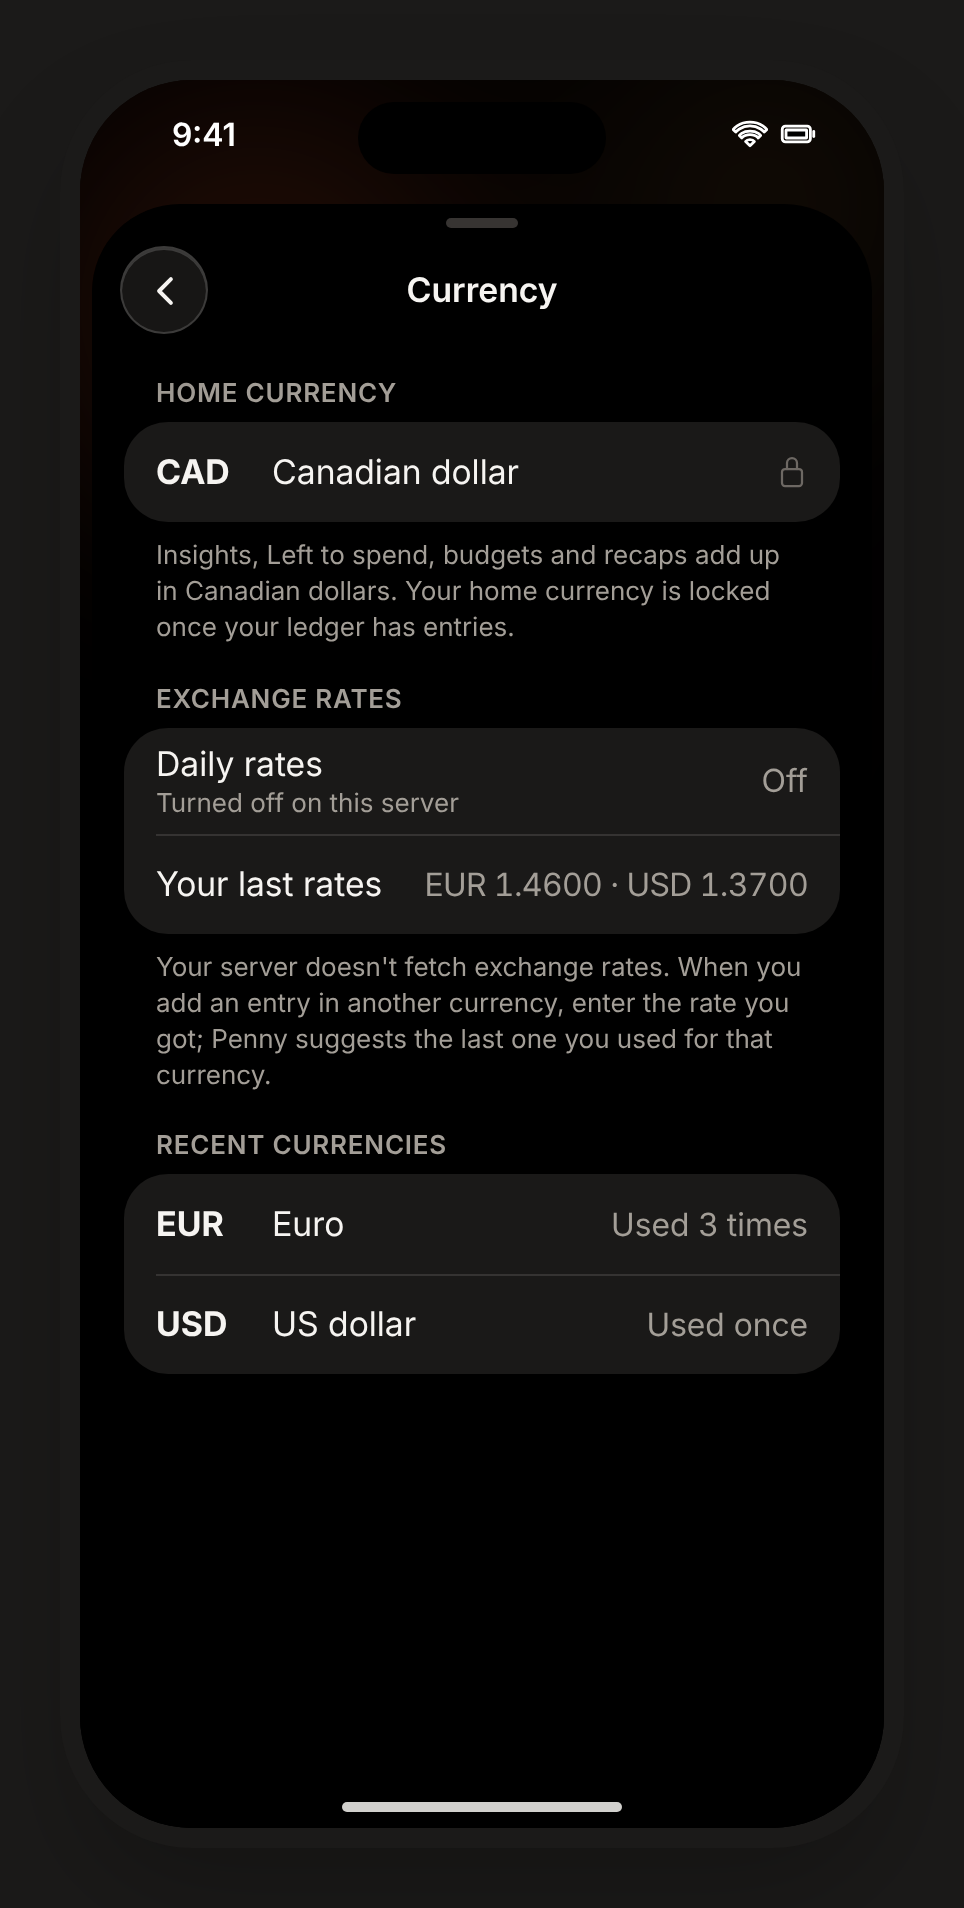 9:41
Currency
HOME CURRENCY
CAD Canadian dollar
Insights, Left to spend, budgets and recaps add up
in Canadian dollars. Your home currency is locked
once your ledger has entries.
EXCHANGE RATES
Daily rates
Turned off on this server
Off
Your last rates EUR 1.4600 · USD 1.3700
Your server doesn't fetch exchange rates. When you
add an entry in another currency, enter the rate you
got; Penny suggests the last one you used for that
currency.
RECENT CURRENCIES
EUR Euro Used 3 times
USD US dollar Used once